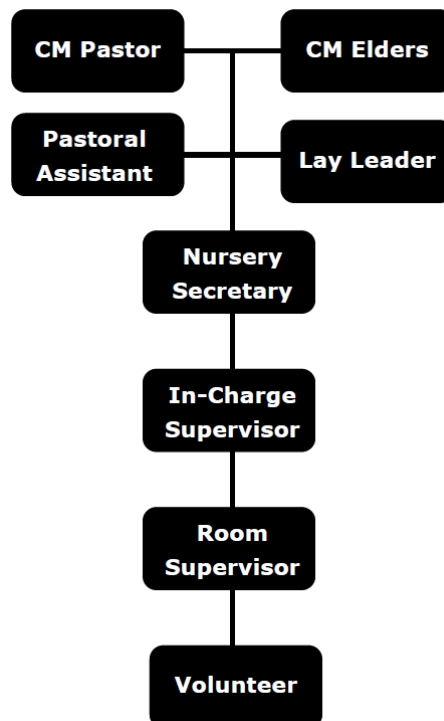 CM Pastor
CM Elders
Pastoral
Assistant
Lay Leader
Nursery
Secretary
In-Charge
Supervisor
Room
Supervisor
Volunteer